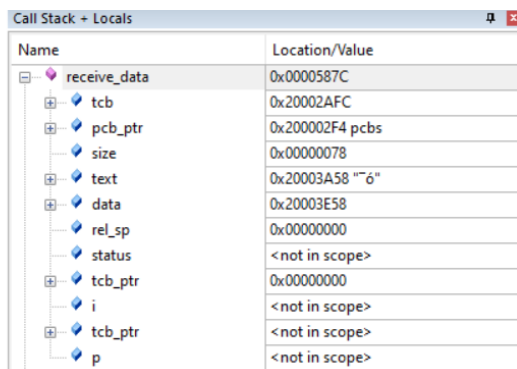 Call Stack + Locals
Name Location/Value
receive_data 0x0000587C
tcb 0x20002AFC
pcb_ptr 0x200002F4 pcbs
size 0x00000078
text 0x20003A58 "¯ó"
data 0x20003E58
rel_sp 0x00000000
status <not in scope>
tcb_ptr 0x00000000
i <not in scope>
tcb_ptr <not in scope>
p <not in scope>